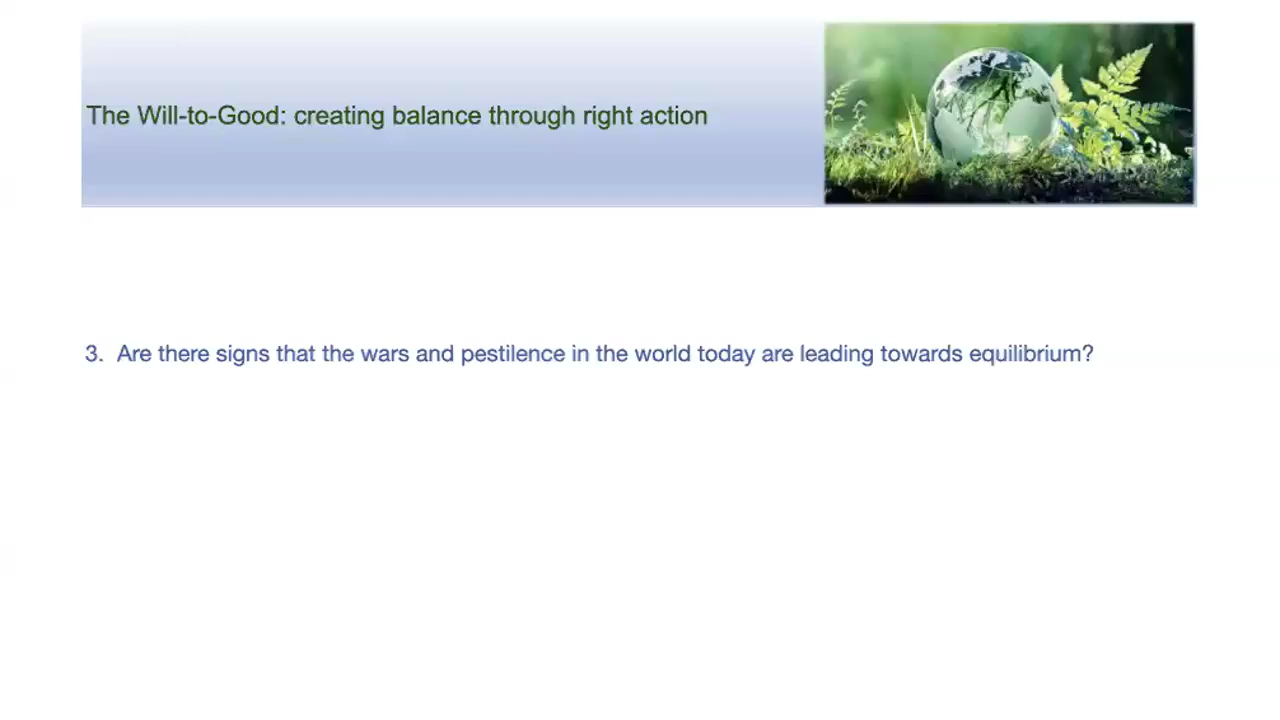 The Will-to-Good: creating balance through right action
3. Are there signs that the wars and pestilence in the world today are leading towards equilibrium?